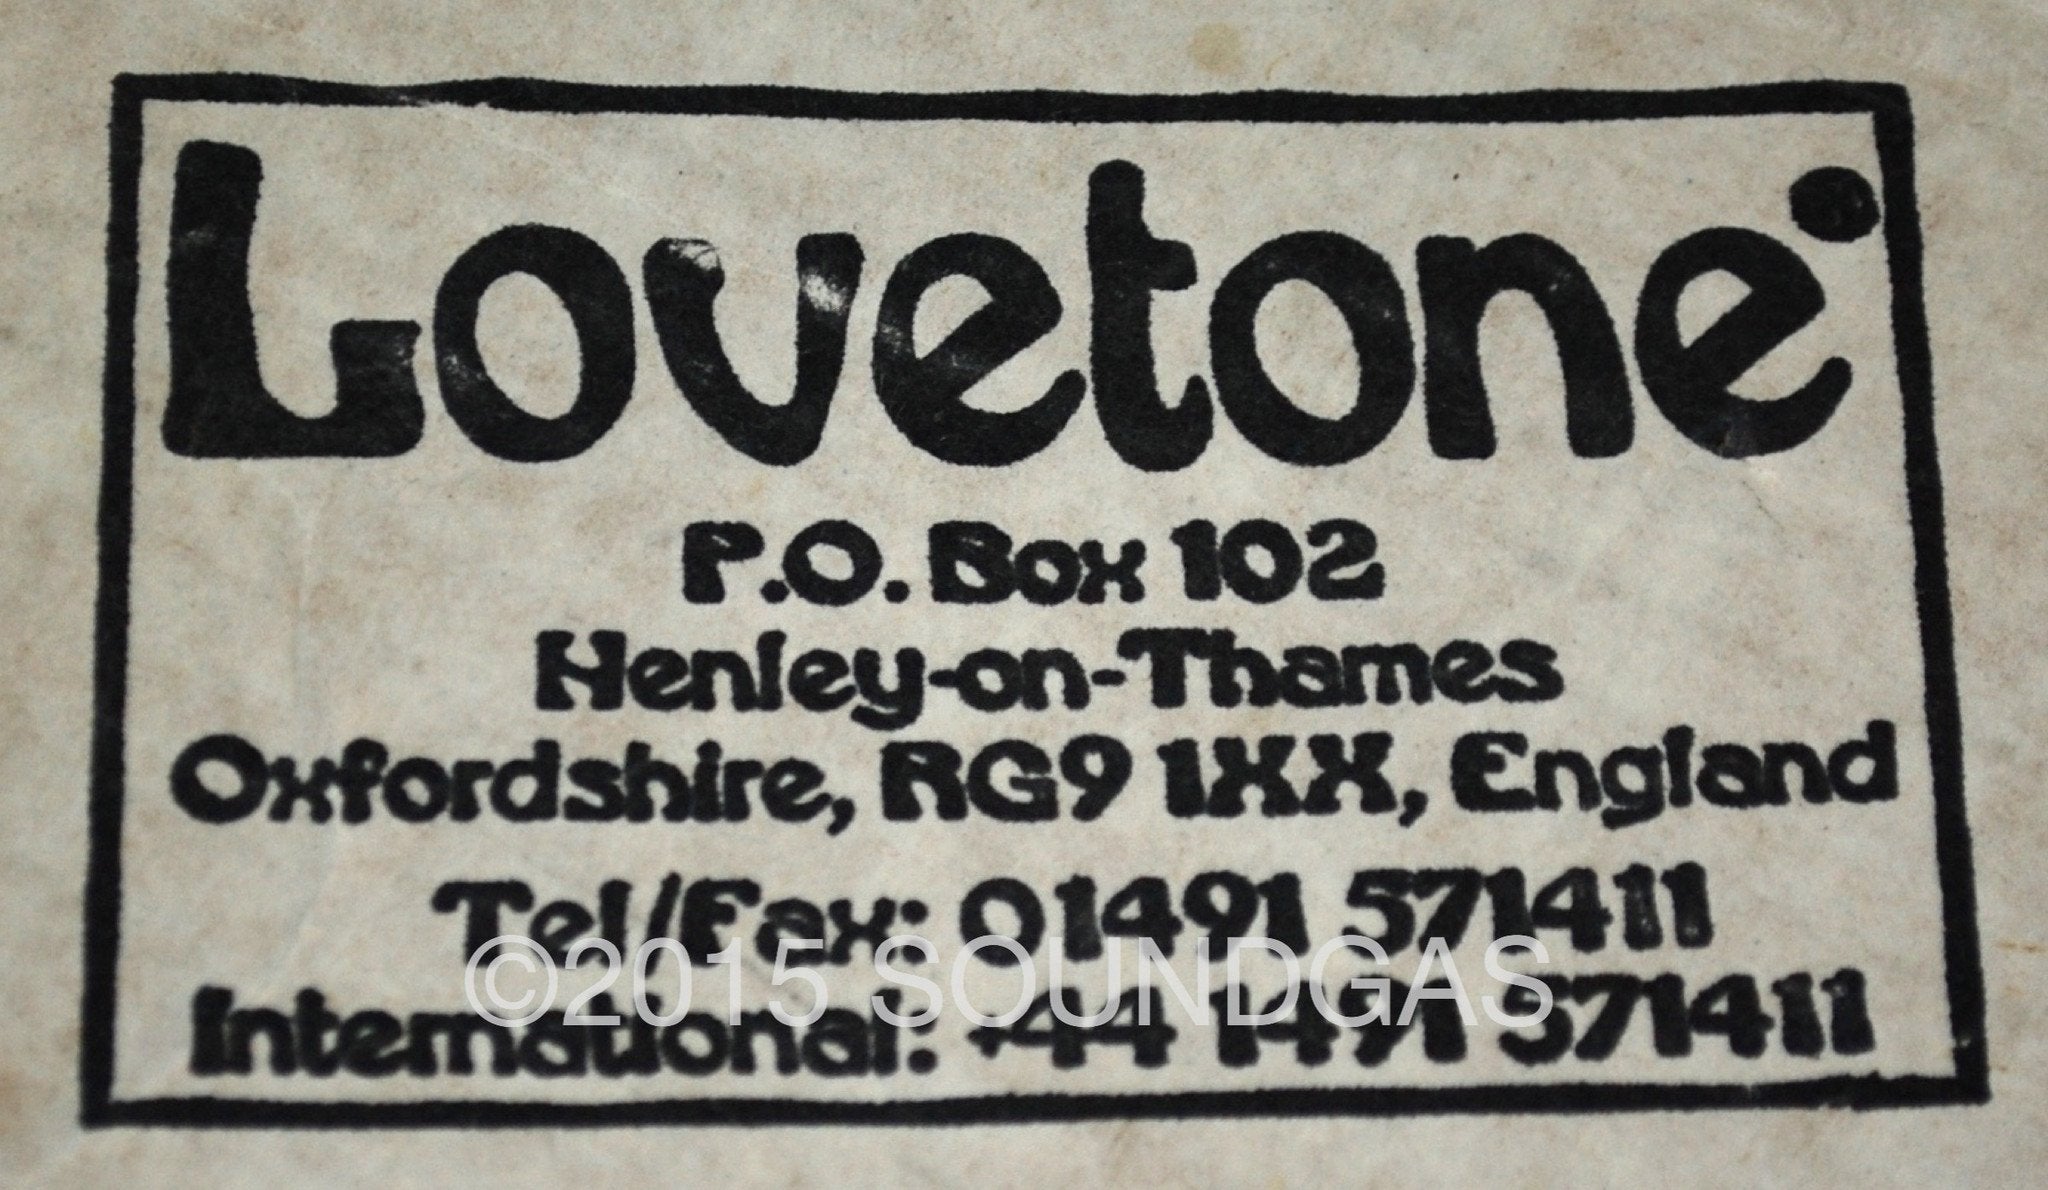 Lovetone
P.O. Box 102
Henley-on-Thames
Oxfordshire, RG9 1XX, England
Tel/Fax: 01491 571411
©2015 SOUNDGAS
International: +44 1491 571411